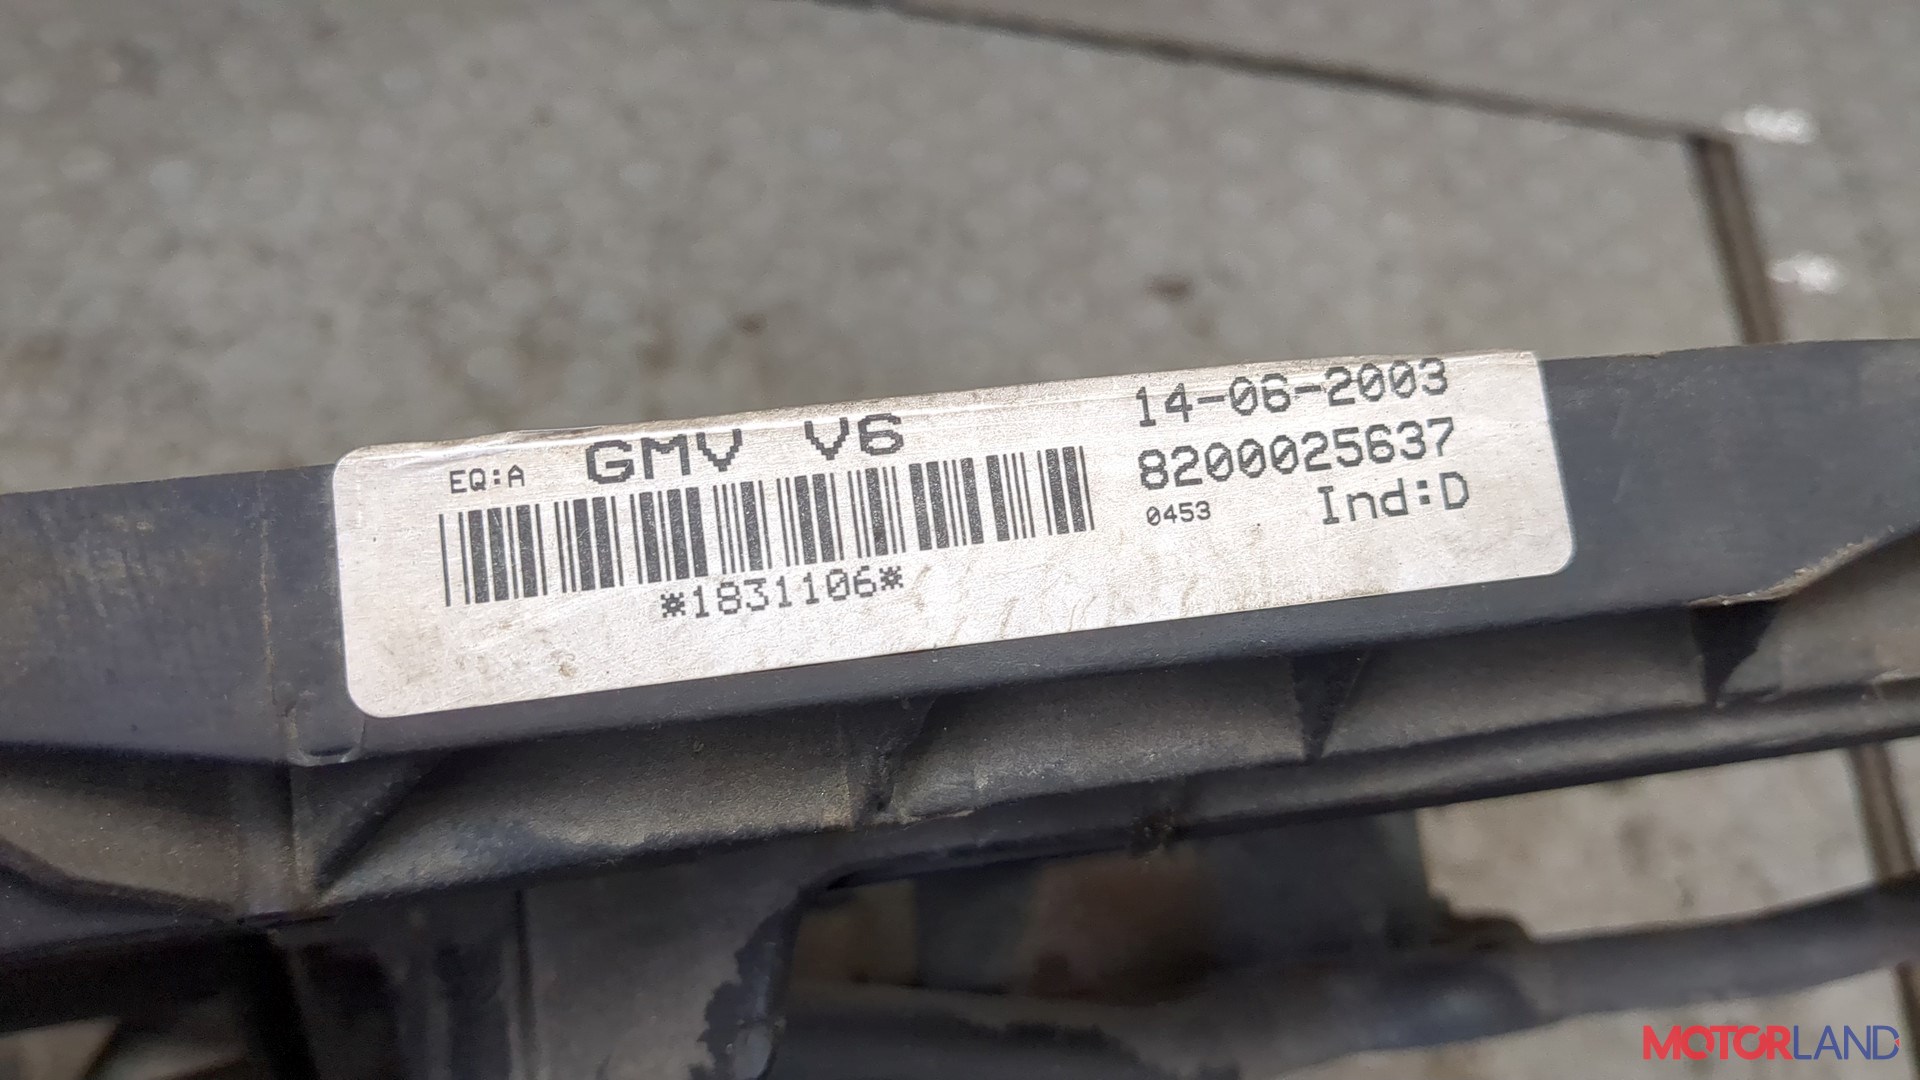 EQ:A GMV V6
*1831106*
14-06-2003
8200025637
0453 Ind:D
MOTORLAND